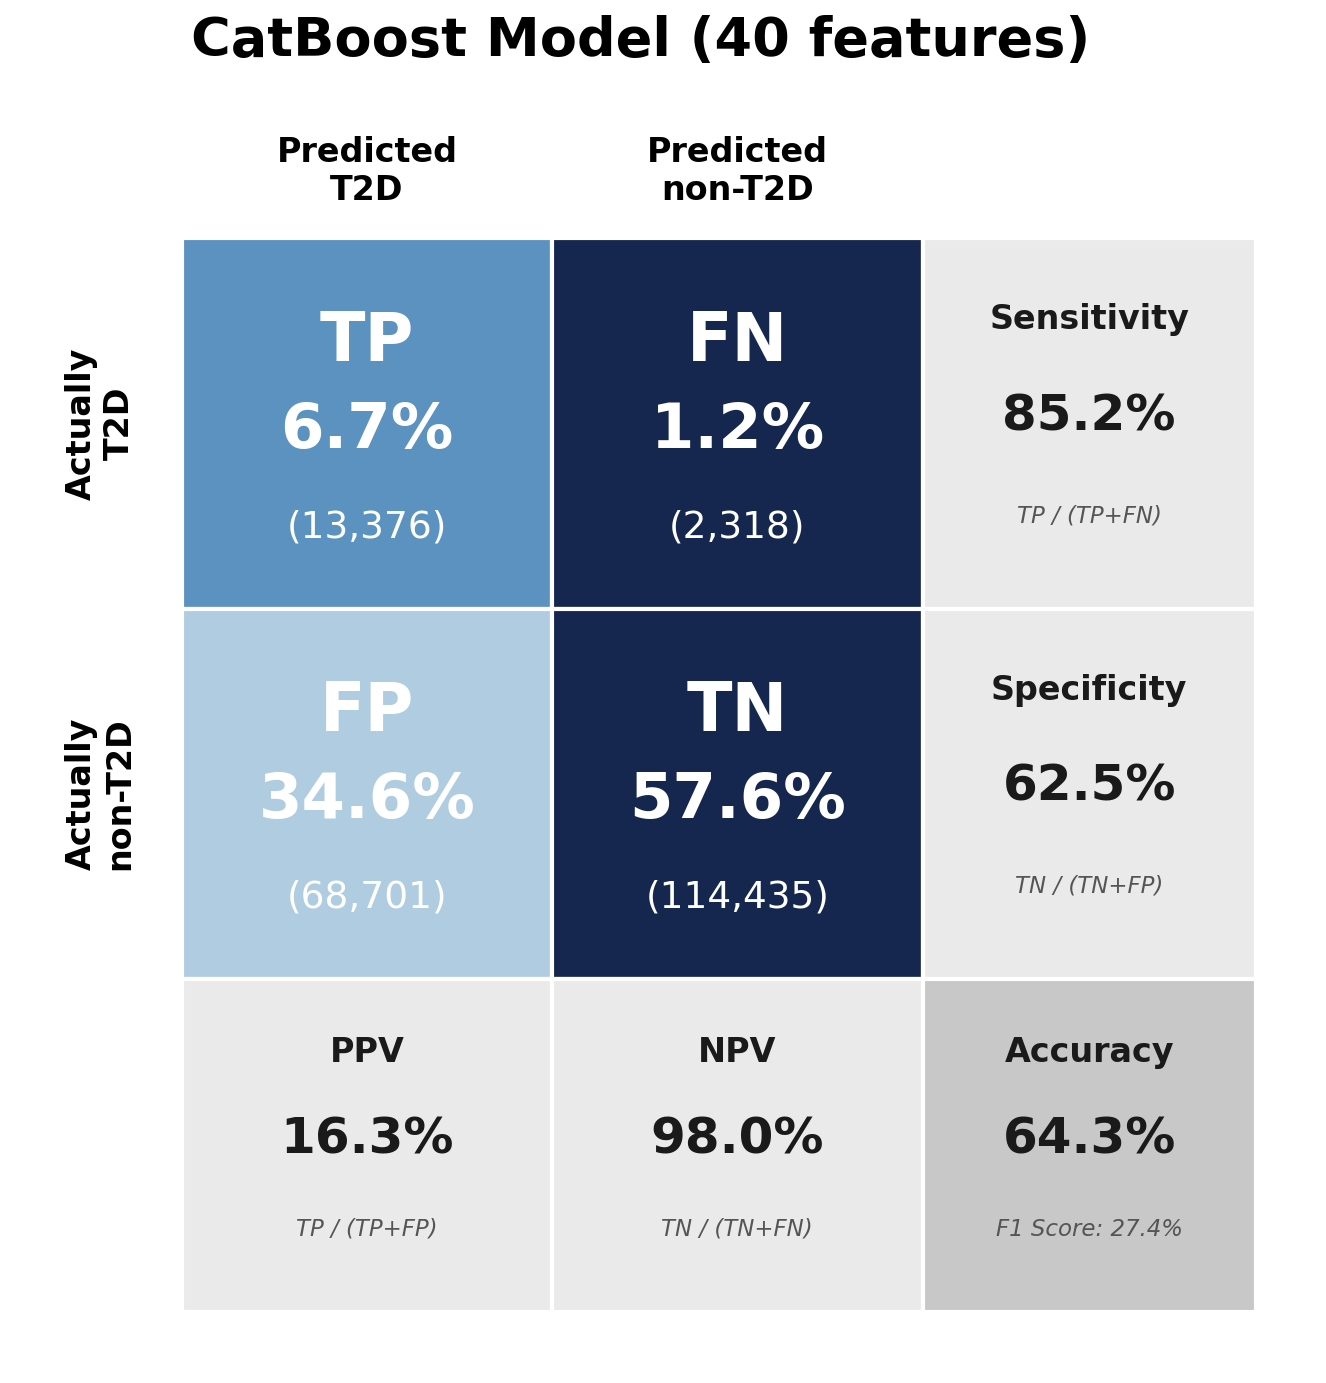 CatBoost Model (40 features)
Predicted
T2D
Predicted
non-T2D
Actually
T2D
TP
6.7%
(13,376)
FN
1.2%
(2,318)
Sensitivity
85.2%
TP / (TP+FN)
Actually
non-T2D
FP
34.6%
(68,701)
TN
57.6%
(114,435)
Specificity
62.5%
TN / (TN+FP)
PPV
16.3%
TP / (TP+FP)
NPV
98.0%
TN / (TN+FN)
Accuracy
64.3%
F1 Score: 27.4%